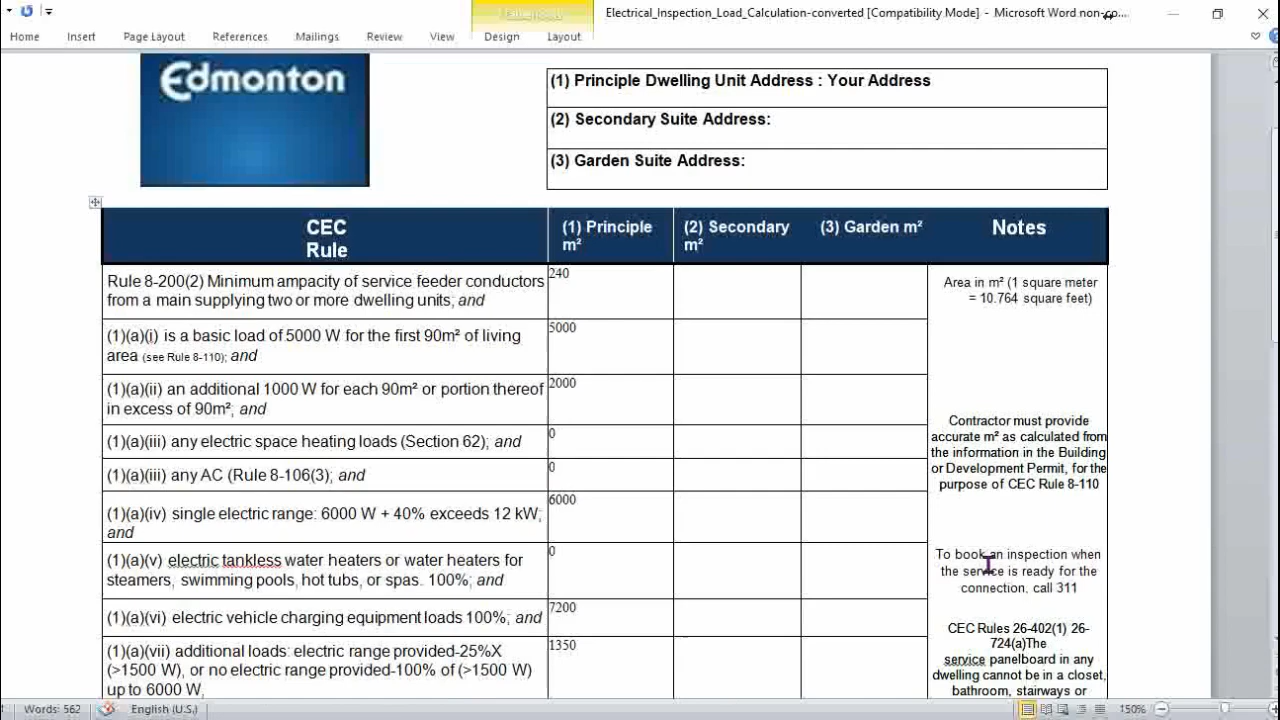 Electrical_Inspection_Load_Calculation-converted [Compatibility Mode] - Microsoft Word non-co...
Home Insert Page Layout References Mailings Review View Design Layout
Edmonton
(1) Principle Dwelling Unit Address : Your Address
(2) Secondary Suite Address:
(3) Garden Suite Address:
CEC
Rule
(1) Principle
m²
(2) Secondary
m²
(3) Garden m²
Notes
Rule 8-200(2) Minimum ampacity of service feeder conductors
from a main supplying two or more dwelling units; and
240
Area in m² (1 square meter
= 10.764 square feet)
(1)(a)(i) is a basic load of 5000 W for the first 90m² of living
area (see Rule 8-110); and
5000
(1)(a)(ii) an additional 1000 W for each 90m² or portion thereof
in excess of 90m²; and
2000
(1)(a)(iii) any electric space heating loads (Section 62); and
0
(1)(a)(iii) any AC (Rule 8-106(3); and
0
Contractor must provide
accurate m² as calculated from
the information in the Building
or Development Permit, for the
purpose of CEC Rule 8-110
(1)(a)(iv) single electric range: 6000 W + 40% exceeds 12 kW;
and
6000
(1)(a)(v) electric tankless water heaters or water heaters for
steamers, swimming pools, hot tubs, or spas. 100%; and
0
To book an inspection when
the service is ready for the
connection, call 311
(1)(a)(vi) electric vehicle charging equipment loads 100%; and
7200
(1)(a)(vii) additional loads: electric range provided-25%X
(>1500 W), or no electric range provided-100% of (>1500 W)
up to 6000 W,
1350
CEC Rules 26-402(1) 26-
724(a)The
service panelboard in any
dwelling cannot be in a closet,
bathroom, stairways or
Words: 562 English (U.S.) 150%